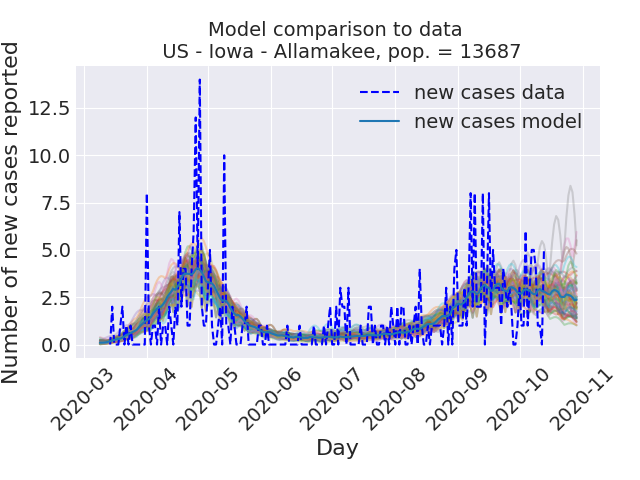 Model comparison to data
US - Iowa - Allamakee, pop. = 13687
Number of new cases reported
12.5
10.0
7.5
5.0
2.5
0.0
new cases data
new cases model
2020-03
2020-04
2020-05
2020-06
2020-07
2020-08
2020-09
2020-10
2020-11
Day